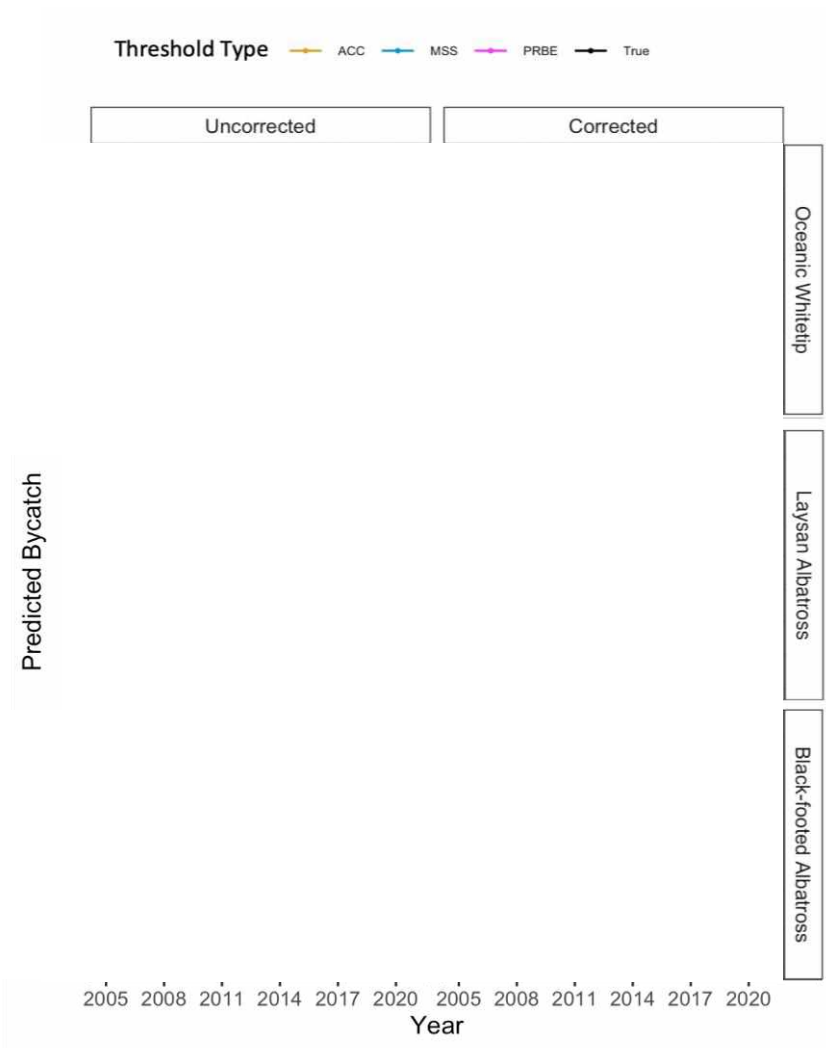 Threshold Type ACC MSS PRBE True
Uncorrected Corrected
Oceanic Whitetip
Laysan Albatross
Black-footed Albatross
Predicted Bycatch
2005 2008 2011 2014 2017 2020 2005 2008 2011 2014 2017 2020
Year